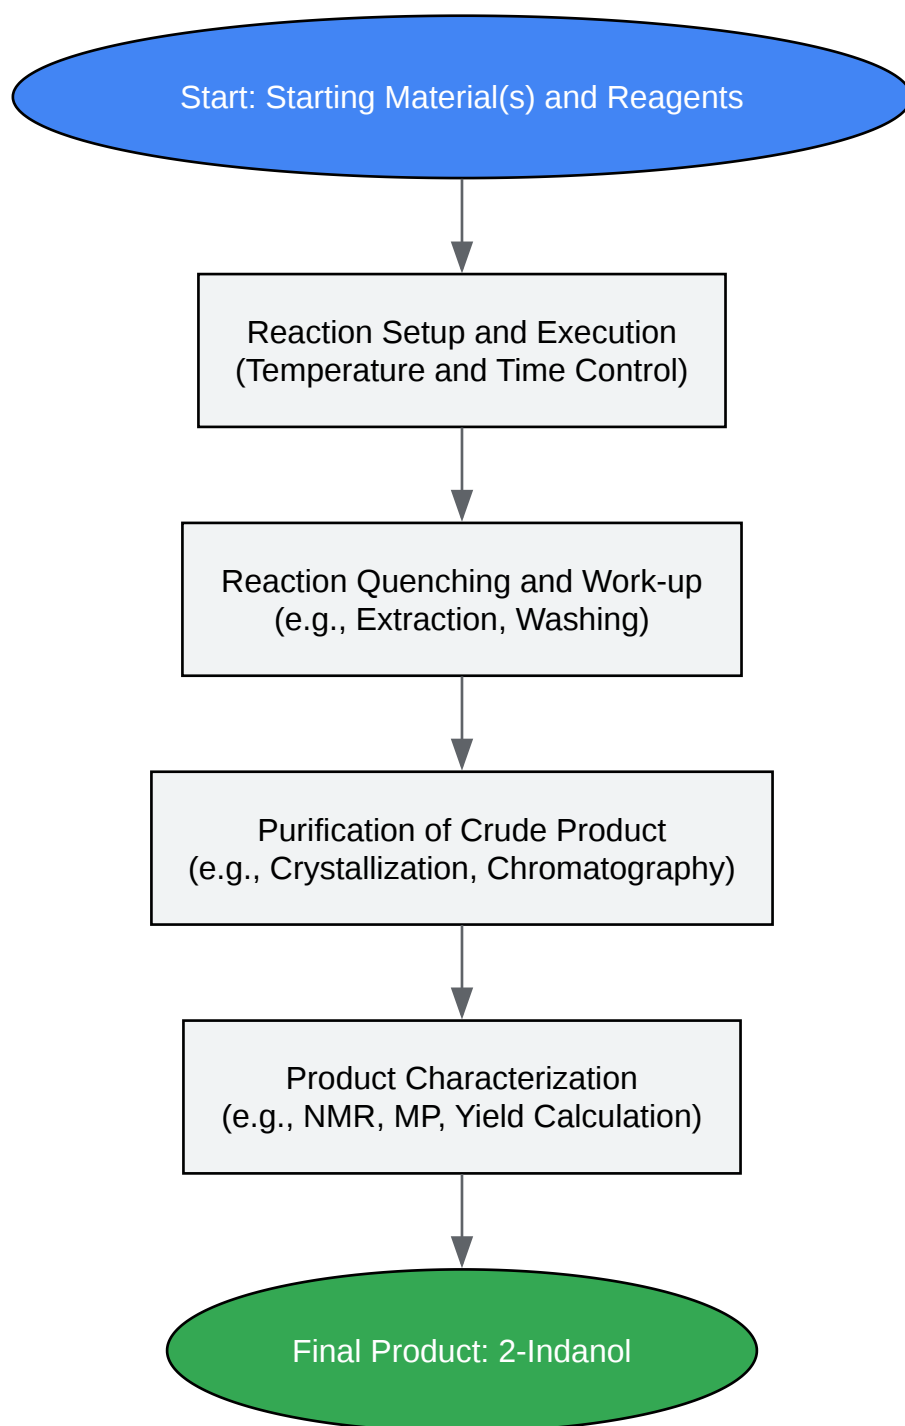 Start: Starting Material(s) and Reagents
Reaction Setup and Execution
(Temperature and Time Control)
Reaction Quenching and Work-up
(e.g., Extraction, Washing)
Purification of Crude Product
(e.g., Crystallization, Chromatography)
Product Characterization
(e.g., NMR, MP, Yield Calculation)
Final Product: 2-Indanol